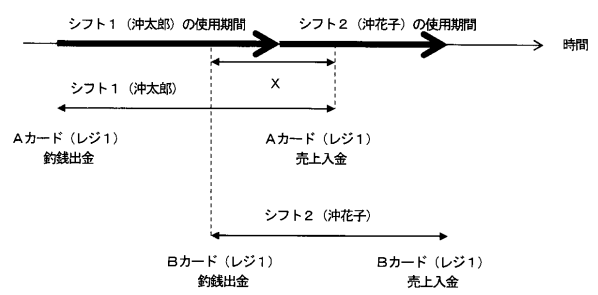 シフト1（沖太郎）の使用期間
シフト2（沖花子）の使用期間
時間
X
シフト1（沖太郎）
Aカード（レジ1）
釣銭出金
Aカード（レジ1）
売上入金
シフト2（沖花子）
Bカード（レジ1）
釣銭出金
Bカード（レジ1）
売上入金